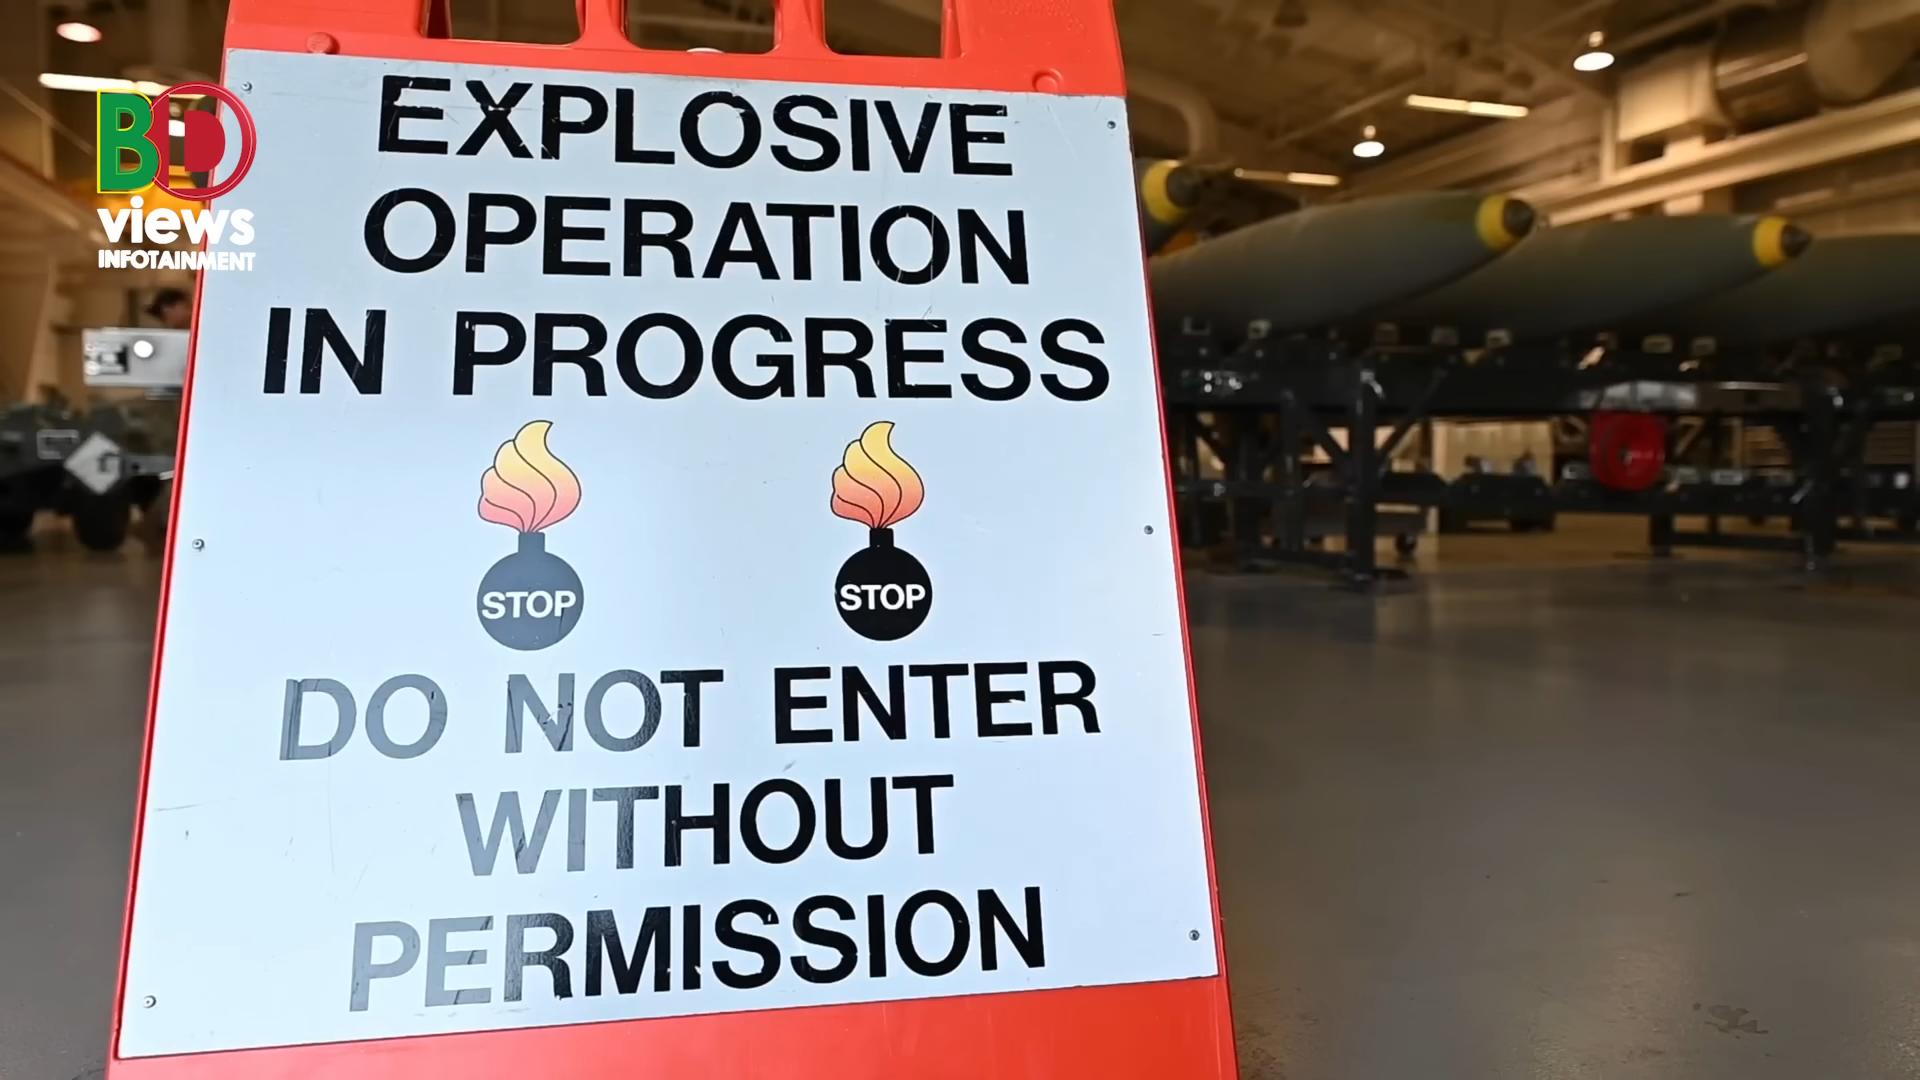 BD
views
INFOTAINMENT
EXPLOSIVE
OPERATION
IN PROGRESS
STOP STOP
DO NOT ENTER
WITHOUT
PERMISSION